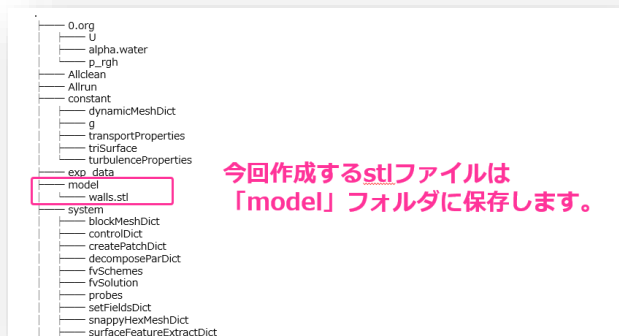 .
├── 0.org
│   ├── U
│   ├── alpha.water
│   └── p_rgh
├── Allclean
├── Allrun
├── constant
│   ├── dynamicMeshDict
│   ├── g
│   ├── transportProperties
│   ├── triSurface
│   └── turbulenceProperties
├── exp_data
├── model
│   └── walls.stl
├── system
│   ├── blockMeshDict
│   ├── controlDict
│   ├── createPatchDict
│   ├── decomposeParDict
│   ├── fvSchemes
│   ├── fvSolution
│   ├── probes
│   ├── setFieldsDict
│   ├── snappyHexMeshDict
│   ├── surfaceFeatureExtractDict
今回作成するstlファイルは
「model」フォルダに保存します。